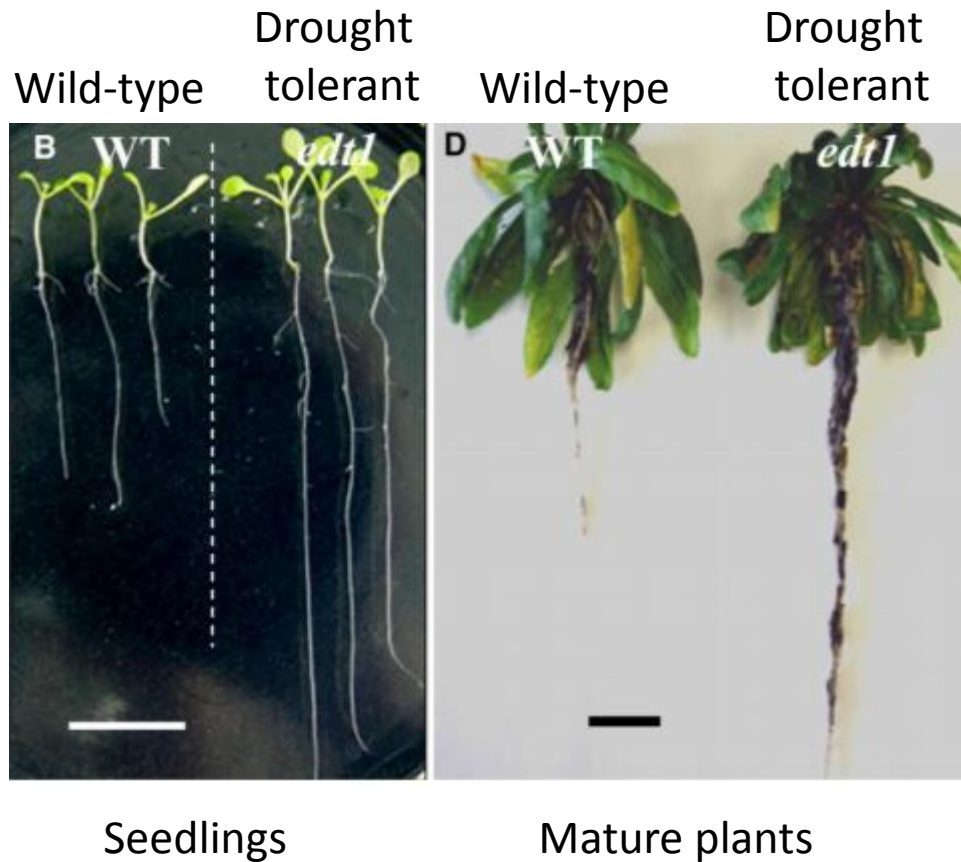 Wild-type
Drought
tolerant
Wild-type
Drought
tolerant
B
WT
edt1
D
WT
edt1
Seedlings
Mature plants